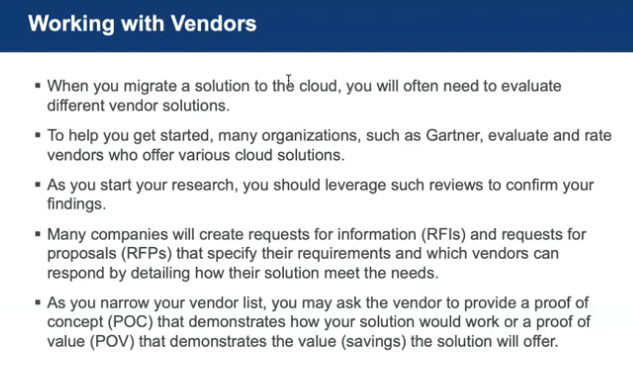 Working with Vendors
▪ When you migrate a solution to the cloud, you will often need to evaluate
different vendor solutions.
▪ To help you get started, many organizations, such as Gartner, evaluate and rate
vendors who offer various cloud solutions.
▪ As you start your research, you should leverage such reviews to confirm your
findings.
▪ Many companies will create requests for information (RFIs) and requests for
proposals (RFPs) that specify their requirements and which vendors can
respond by detailing how their solution meet the needs.
▪ As you narrow your vendor list, you may ask the vendor to provide a proof of
concept (POC) that demonstrates how your solution would work or a proof of
value (POV) that demonstrates the value (savings) the solution will offer.